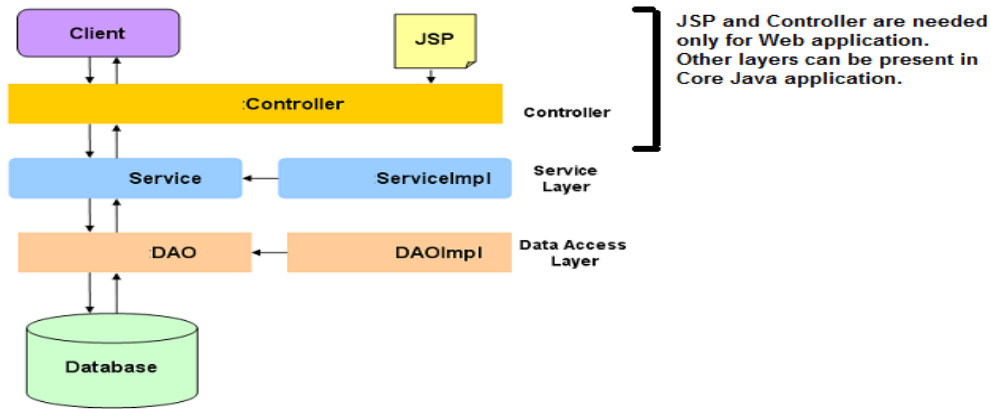 Client
JSP
JSP and Controller are needed
only for Web application.
Other layers can be present in
Core Java application.
:Controller
Controller
Service
ServiceImpl
Service
Layer
:DAO
DAOImpl
Data Access
Layer
Database